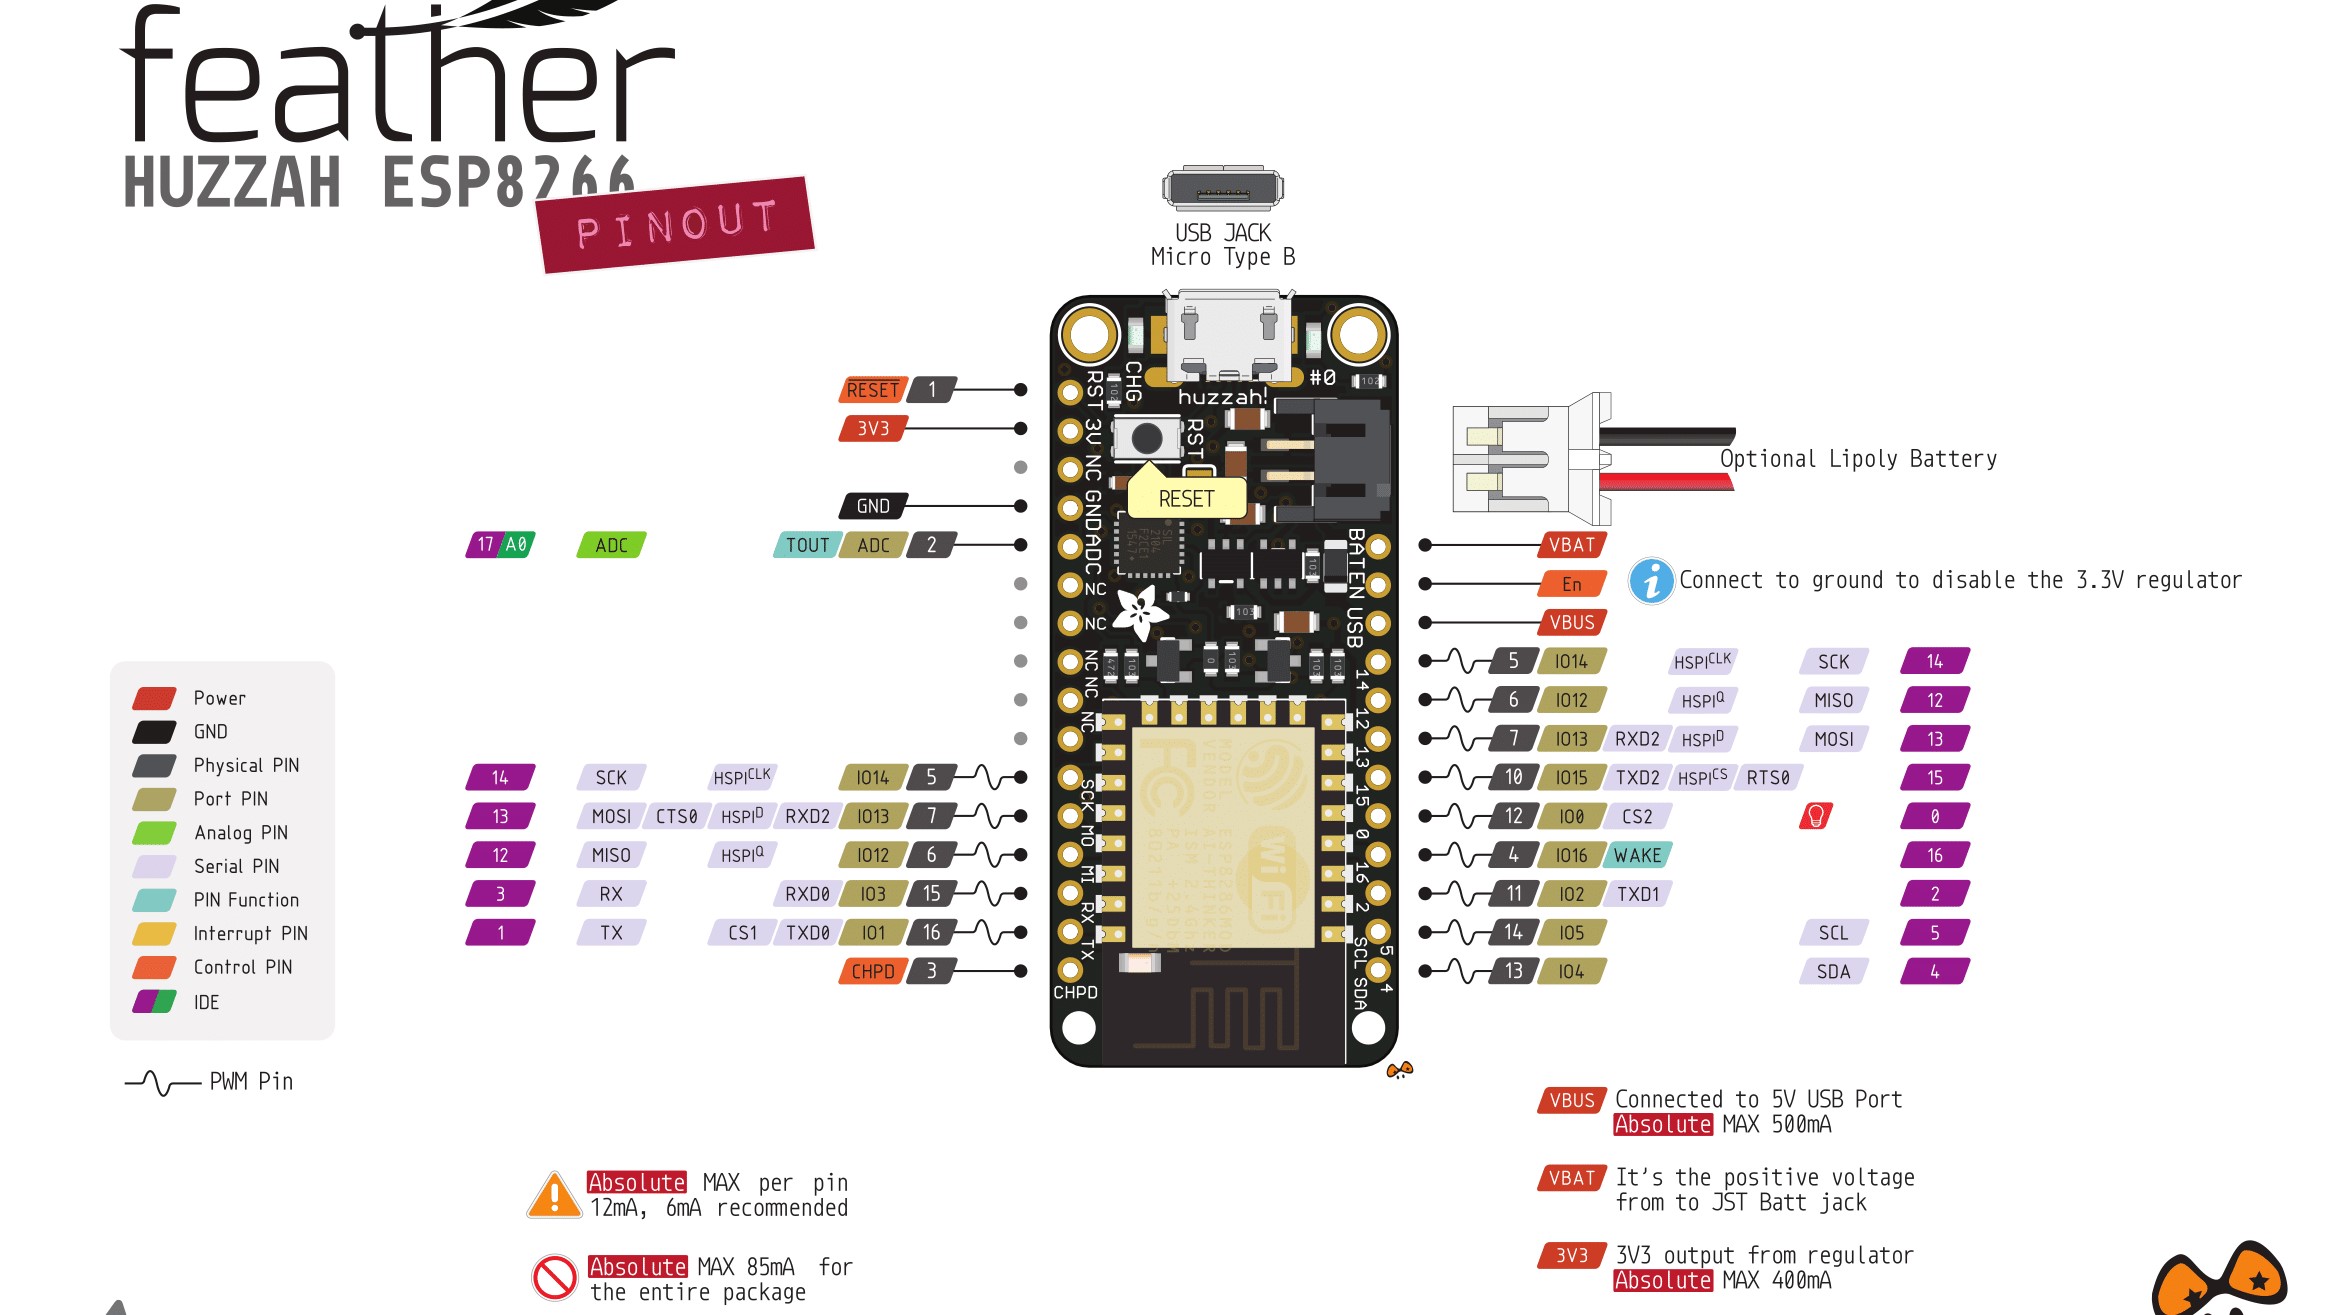 feather
HUZZAH ESP8266
PINOUT
USB JACK
Micro Type B
RESET 1
3V3
GND
17 A0 ADC TOUT ADC 2
14 SCK HSPICLK IO14 5
13 MOSI CTS0 HSPID RXD2 IO13 7
12 MISO HSPIQ IO12 6
3 RX RXD0 IO3 15
1 TX CS1 TXD0 IO1 16
CHPD 3
CHG
#0
huzzah!
RST
RESET
RST
3V
NC
GND
ADC
NC
NC
NC
NC
NC
SCK
MO
MI
RX
TX
CHPD
BAT
EN
USB
14
12
13
15
0
16
2
SCL 5
SDA 4
WiFi
FCC
Optional Lipoly Battery
VBAT
En Connect to ground to disable the 3.3V regulator
VBUS
5 IO14 HSPICLK SCK 14
6 IO12 HSPIQ MISO 12
7 IO13 RXD2 HSPID MOSI 13
10 IO15 TXD2 HSPICS RTS0 15
12 IO0 CS2 0
4 IO16 WAKE 16
11 IO2 TXD1 2
14 IO5 SCL 5
13 IO4 SDA 4
Power
GND
Physical PIN
Port PIN
Analog PIN
Serial PIN
PIN Function
Interrupt PIN
Control PIN
IDE
PWM Pin
Absolute MAX per pin
12mA, 6mA recommended
Absolute MAX 85mA for
the entire package
VBUS Connected to 5V USB Port
Absolute MAX 500mA
VBAT It's the positive voltage
from to JST Batt jack
3V3 3V3 output from regulator
Absolute MAX 400mA